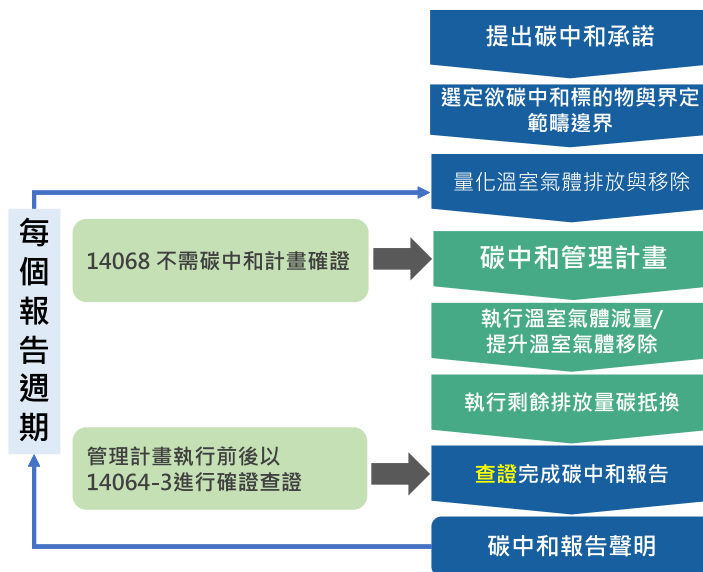 提出碳中和承諾
選定欲碳中和標的物與界定
範疇邊界
量化溫室氣體排放與移除
每個報告週期
14068 不需碳中和計畫確證
碳中和管理計畫
執行溫室氣體減量/
提升溫室氣體移除
執行剩餘排放量碳抵換
管理計畫執行前後以
14064-3進行確證查證
查證完成碳中和報告
碳中和報告聲明